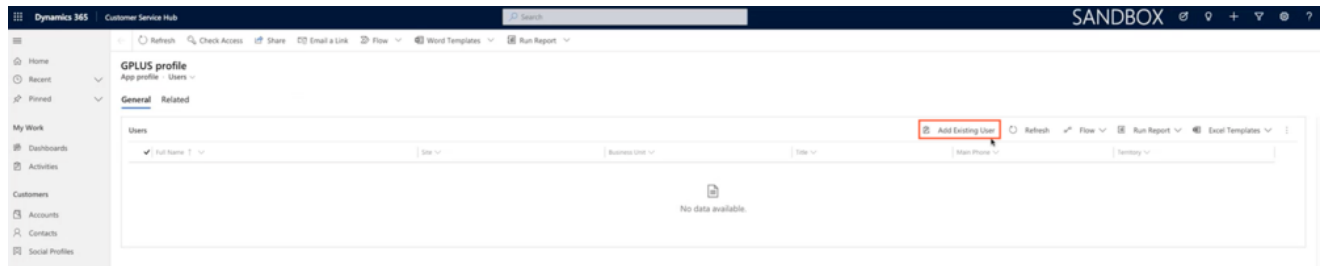 Dynamics 365 Customer Service Hub Search SANDBOX ?
Refresh Check Access Share Email a Link Flow Word Templates Run Report
Home
Recent
Pinned
GPLUS profile
App profile · Users
General Related
My Work
Dashboards
Activities
Customers
Accounts
Contacts
Social Profiles
Users Add Existing User Refresh Flow Run Report Excel Templates
Full Name ↑ Site Business Unit Title Main Phone Territory
No data available.